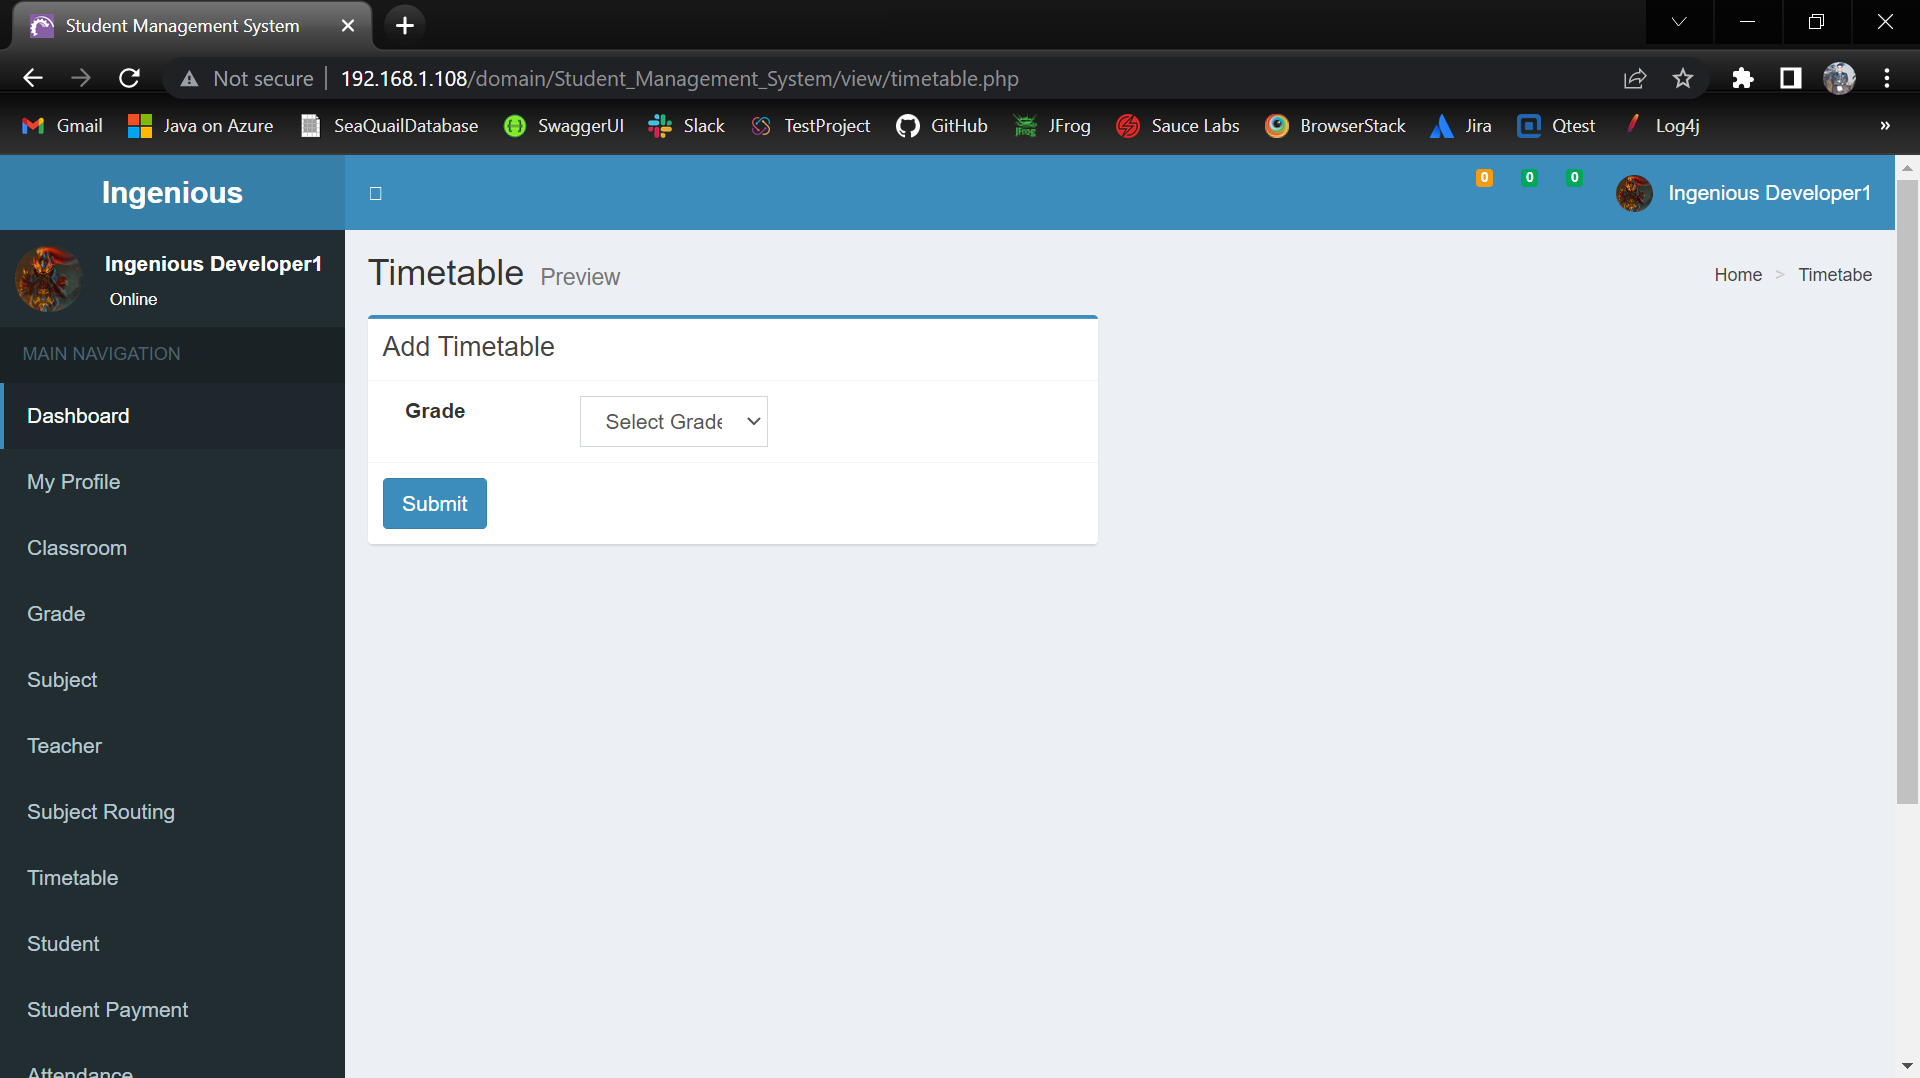 Student Management System
Not secure 192.168.1.108/domain/Student_Management_System/view/timetable.php
Gmail Java on Azure SeaQuailDatabase SwaggerUI Slack TestProject GitHub JFrog Sauce Labs BrowserStack Jira Qtest Log4j »
Ingenious
0 0 0 Ingenious Developer1
Ingenious Developer1
Online
MAIN NAVIGATION
Dashboard
My Profile
Classroom
Grade
Subject
Teacher
Subject Routing
Timetable
Student
Student Payment
Attendance
Timetable Preview
Home > Timetabe
Add Timetable
Grade Select Grade
Submit